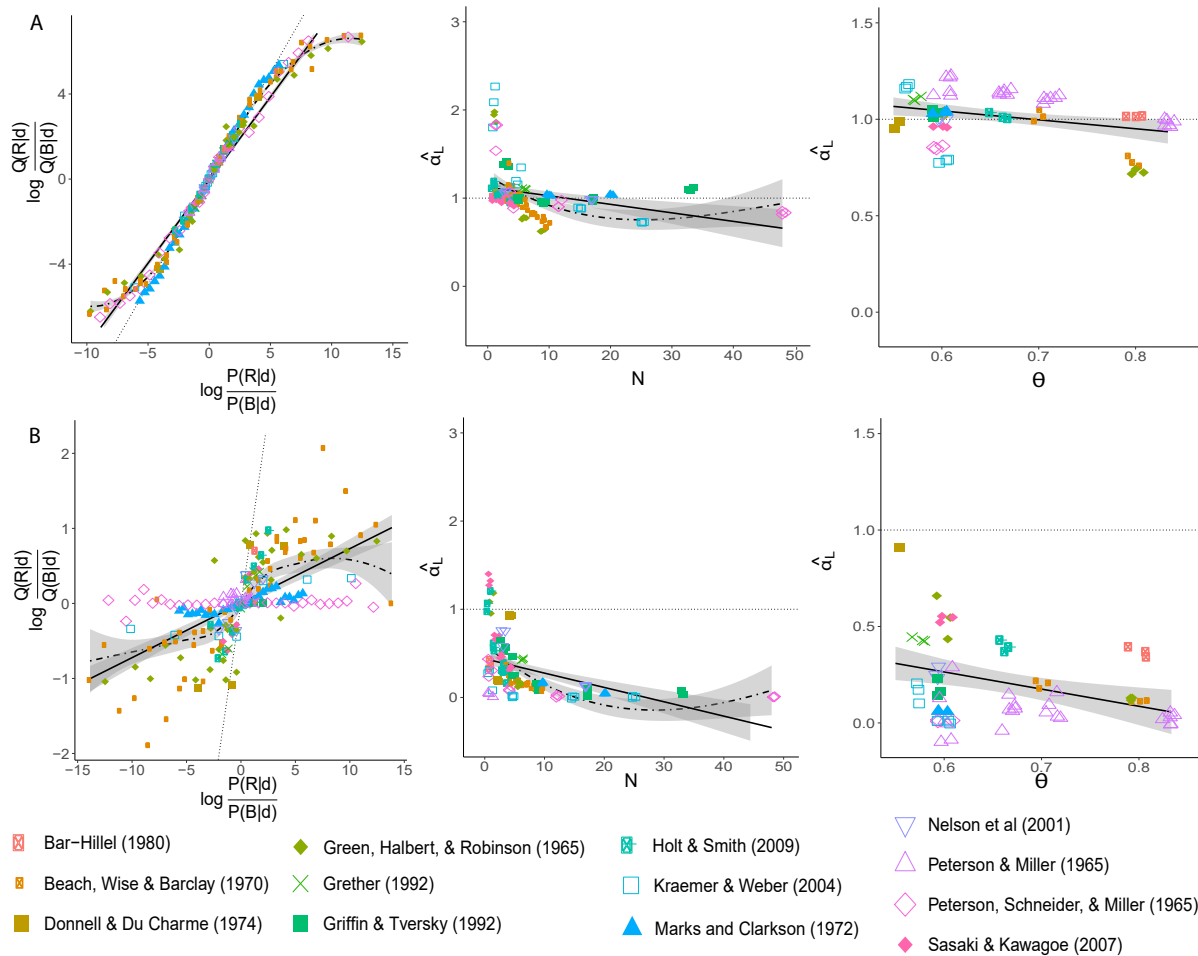 A
log Q(R|d) / Q(B|d)
4
0
−4
−10 −5 0 5 10 15
log P(R|d) / P(B|d)
α̂L
3
2
1
0
0 10 20 30 40 50
N
α̂L
1.5
1.0
0.5
0.0
0.6 0.7 0.8
θ
B
log Q(R|d) / Q(B|d)
2
1
0
−1
−2
−15 −10 −5 0 5 10 15
log P(R|d) / P(B|d)
α̂L
3
2
1
0
0 10 20 30 40 50
N
α̂L
1.5
1.0
0.5
0.0
0.6 0.7 0.8
θ
Bar−Hillel (1980)
Beach, Wise & Barclay (1970)
Donnell & Du Charme (1974)
Green, Halbert, & Robinson (1965)
Grether (1992)
Griffin & Tversky (1992)
Holt & Smith (2009)
Kraemer & Weber (2004)
Marks and Clarkson (1972)
Nelson et al (2001)
Peterson & Miller (1965)
Peterson, Schneider, & Miller (1965)
Sasaki & Kawagoe (2007)